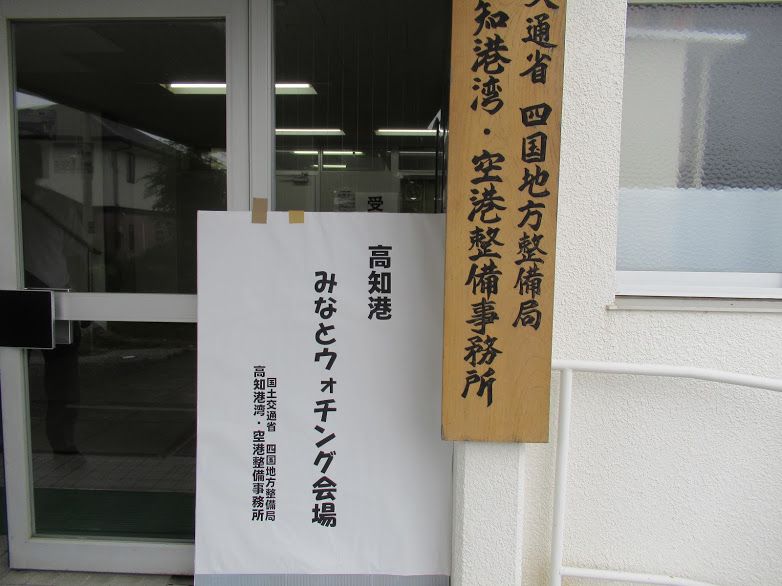 交通省 四国地方整備局
知港湾・空港整備事務所
高知港
みなとウォチング会場
国土交通省 四国地方整備局
高知港湾・空港整備事務所
受